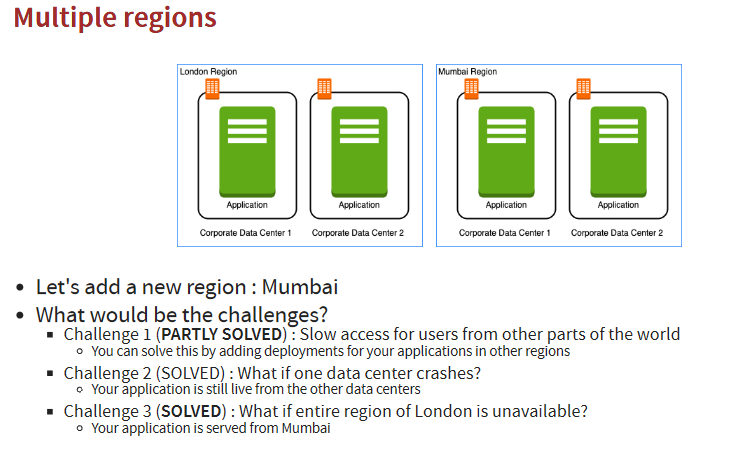 Multiple regions
London Region
Mumbai Region
Application
Application
Application
Application
Corporate Data Center 1
Corporate Data Center 2
Corporate Data Center 1
Corporate Data Center 2
Let's add a new region : Mumbai
What would be the challenges?
Challenge 1 (PARTLY SOLVED) : Slow access for users from other parts of the world
You can solve this by adding deployments for your applications in other regions
Challenge 2 (SOLVED) : What if one data center crashes?
Your application is still live from the other data centers
Challenge 3 (SOLVED) : What if entire region of London is unavailable?
Your application is served from Mumbai